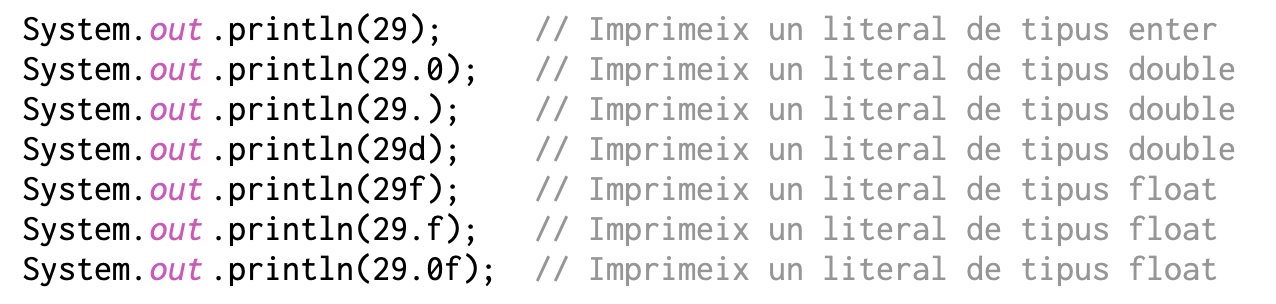 System.out.println(29);     // Imprimeix un literal de tipus enter
System.out.println(29.0);   // Imprimeix un literal de tipus double
System.out.println(29.);    // Imprimeix un literal de tipus double
System.out.println(29d);    // Imprimeix un literal de tipus double
System.out.println(29f);    // Imprimeix un literal de tipus float
System.out.println(29.f);   // Imprimeix un literal de tipus float
System.out.println(29.0f);  // Imprimeix un literal de tipus float